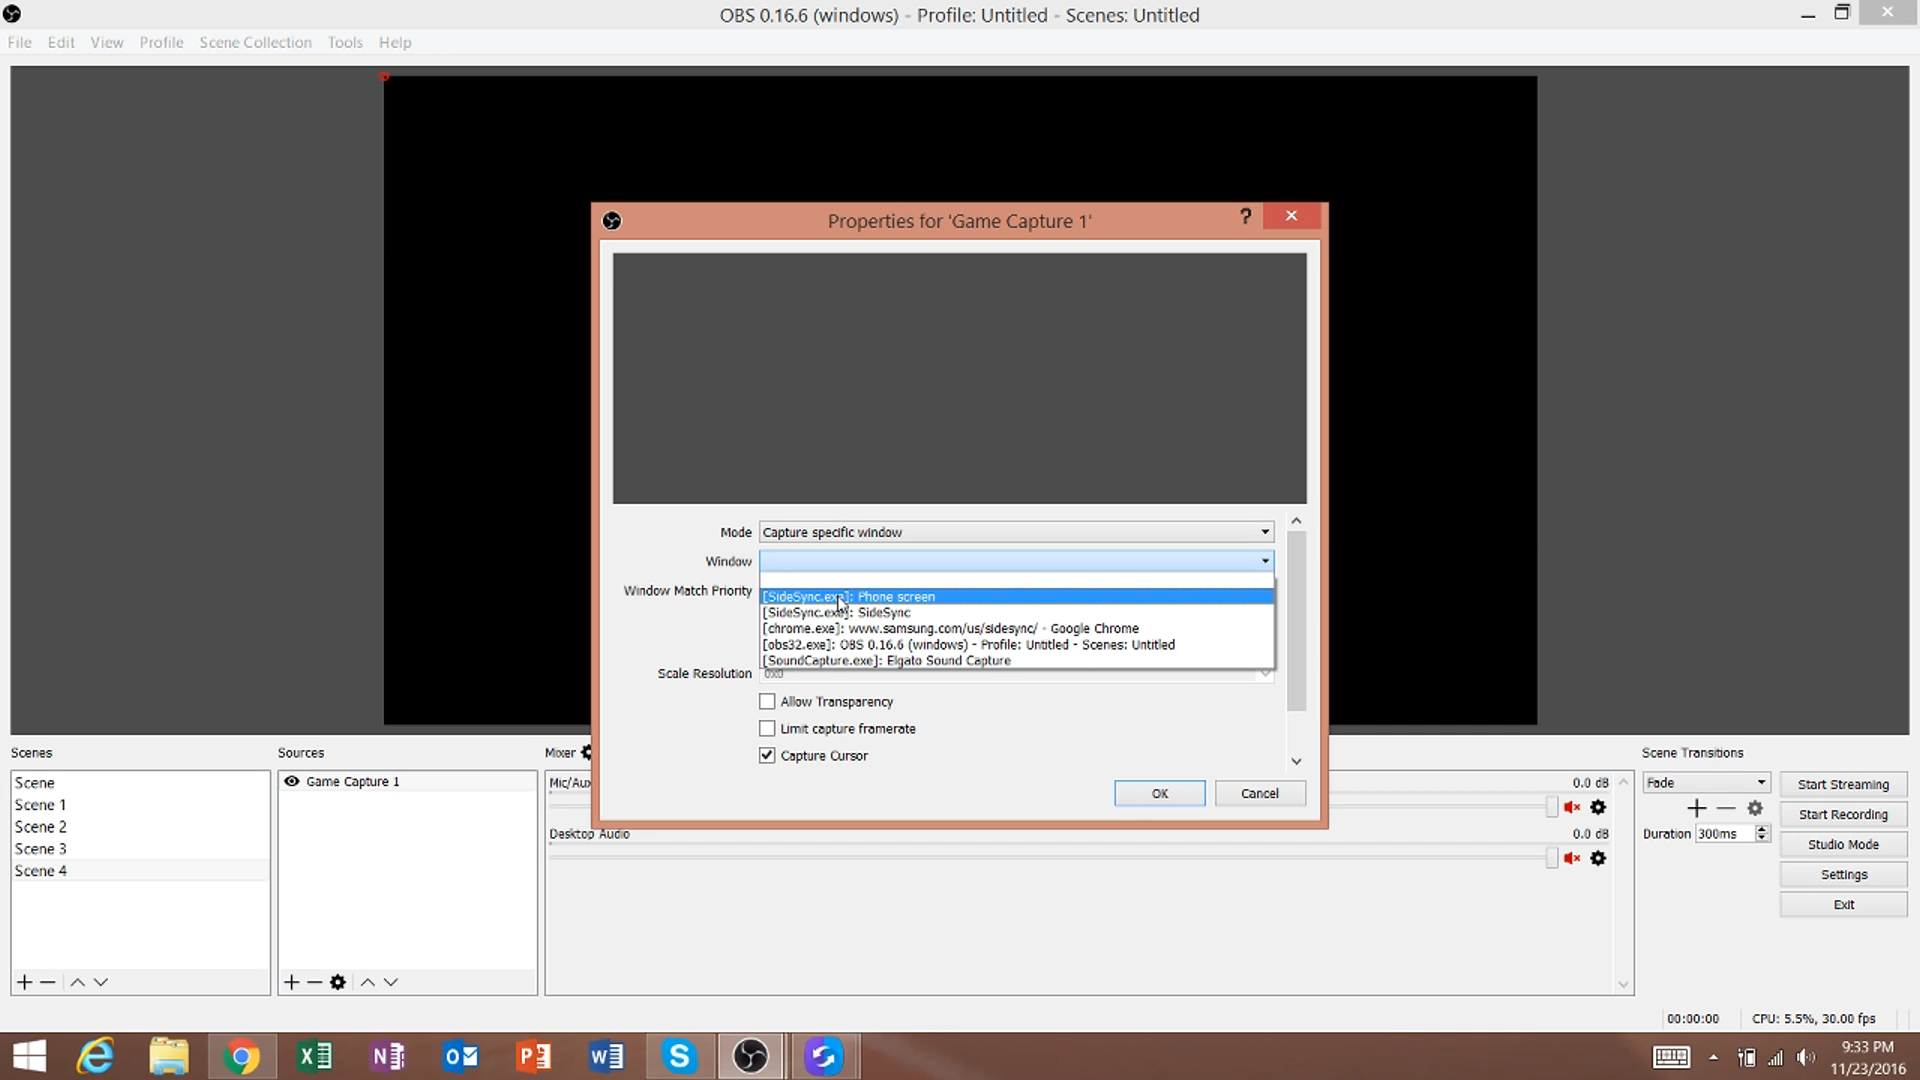 OBS 0.16.6 (windows) - Profile: Untitled - Scenes: Untitled
File Edit View Profile Scene Collection Tools Help
Properties for 'Game Capture 1'
?
Mode Capture specific window
Window
Window Match Priority
[SideSync.exe]: Phone screen
[SideSync.exe]: SideSync
[chrome.exe]: www.samsung.com/us/sidesync/ - Google Chrome
[obs32.exe]: OBS 0.16.6 (windows) - Profile: Untitled - Scenes: Untitled
[SoundCapture.exe]: Elgato Sound Capture
Scale Resolution 0x0
Allow Transparency
Limit capture framerate
Capture Cursor
OK Cancel
Scenes
Scene
Scene 1
Scene 2
Scene 3
Scene 4
Sources
Game Capture 1
Mixer
Mic/Aux 0.0 dB
Desktop Audio 0.0 dB
Scene Transitions
Fade
Duration 300ms
Start Streaming
Start Recording
Studio Mode
Settings
Exit
00:00:00 CPU: 5.5%, 30.00 fps
9:33 PM
11/23/2016